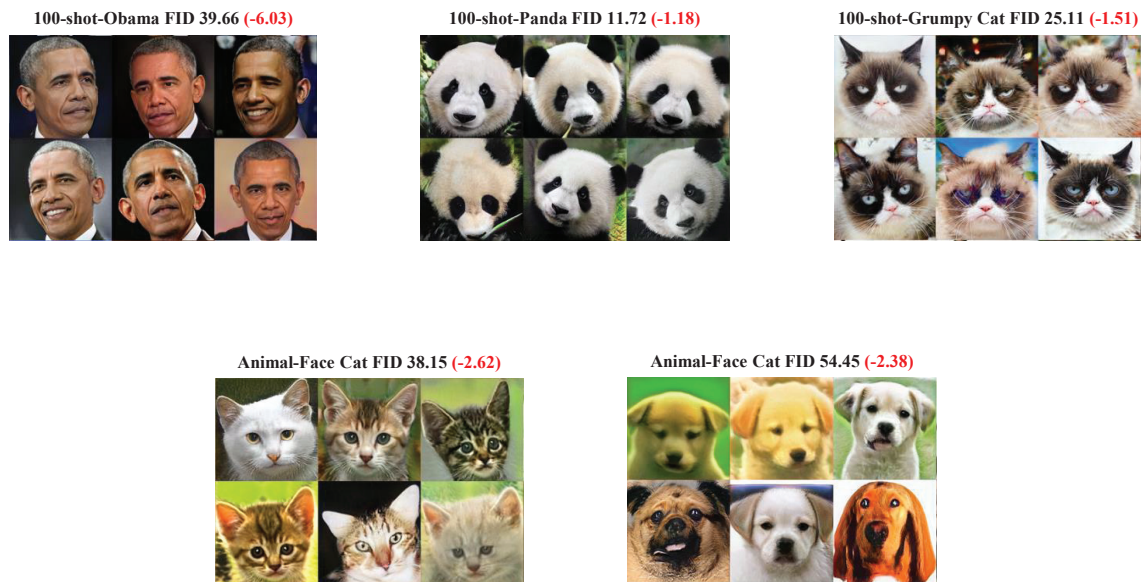 100-shot-Obama FID 39.66 (-6.03)
100-shot-Panda FID 11.72 (-1.18)
100-shot-Grumpy Cat FID 25.11 (-1.51)
Animal-Face Cat FID 38.15 (-2.62)
Animal-Face Cat FID 54.45 (-2.38)